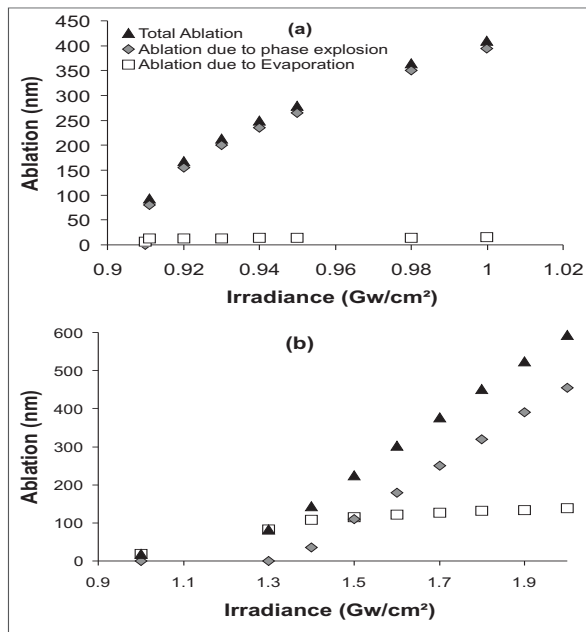 (a)
Total Ablation
Ablation due to phase explosion
Ablation due to Evaporation
Ablation (nm)
450
400
350
300
250
200
150
100
50
0
0.9 0.92 0.94 0.96 0.98 1 1.02
Irradiance (Gw/cm²)
(b)
Ablation (nm)
600
500
400
300
200
100
0
0.9 1.1 1.3 1.5 1.7 1.9
Irradiance (Gw/cm²)